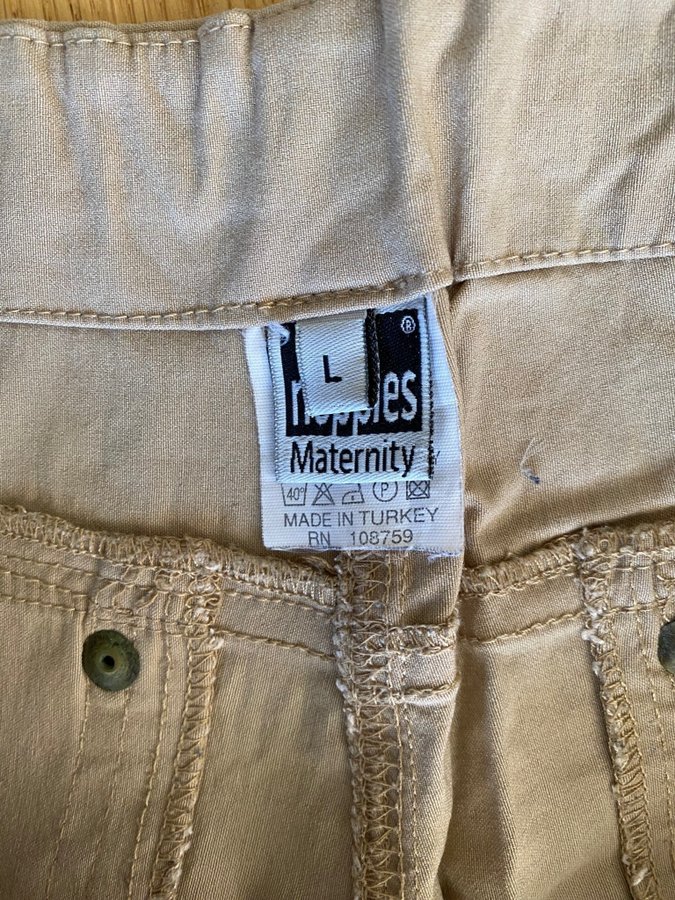 ®
L
Maternity
40°
P
MADE IN TURKEY
RN 108759